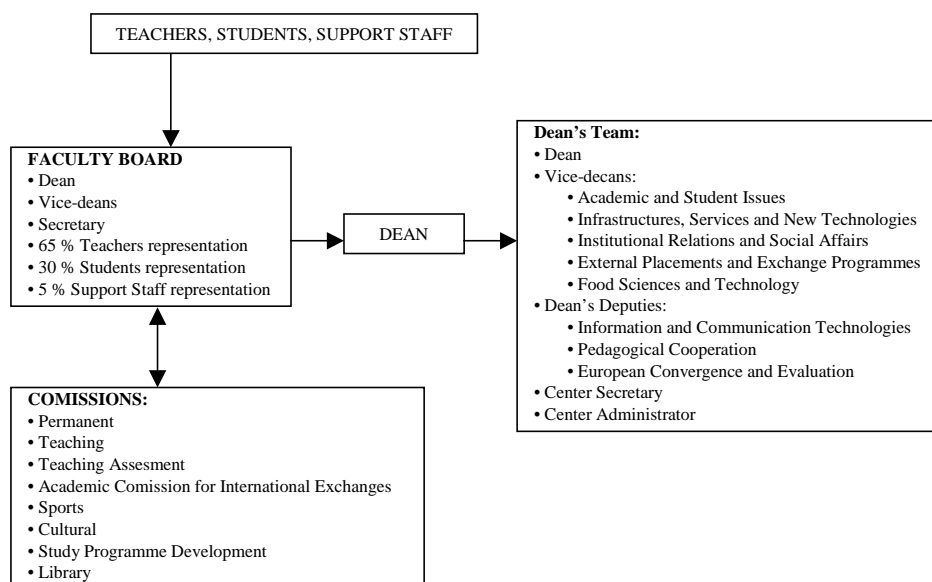 TEACHERS, STUDENTS, SUPPORT STAFF
FACULTY BOARD
• Dean
• Vice-deans
• Secretary
• 65 % Teachers representation
• 30 % Students representation
• 5 % Support Staff representation
DEAN
Dean's Team:
• Dean
• Vice-decans:
• Academic and Student Issues
• Infrastructures, Services and New Technologies
• Institutional Relations and Social Affairs
• External Placements and Exchange Programmes
• Food Sciences and Technology
• Dean's Deputies:
• Information and Communication Technologies
• Pedagogical Cooperation
• European Convergence and Evaluation
• Center Secretary
• Center Administrator
COMISSIONS:
• Permanent
• Teaching
• Teaching Assesment
• Academic Comission for International Exchanges
• Sports
• Cultural
• Study Programme Development
• Library